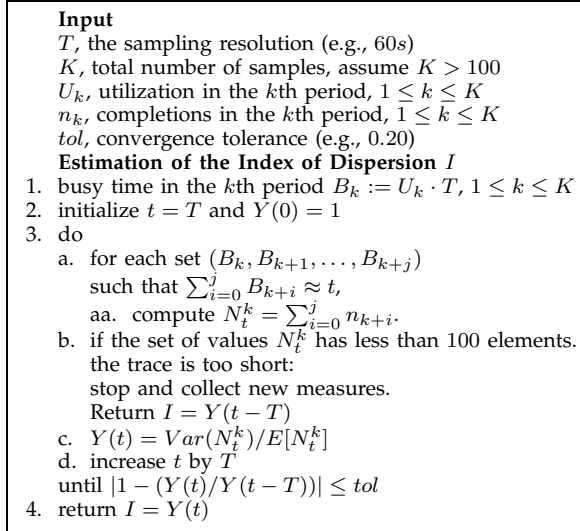 Input
T, the sampling resolution (e.g., 60s)
K, total number of samples, assume K > 100
U_k, utilization in the kth period, 1 ≤ k ≤ K
n_k, completions in the kth period, 1 ≤ k ≤ K
tol, convergence tolerance (e.g., 0.20)
Estimation of the Index of Dispersion I
1. busy time in the kth period B_k := U_k · T, 1 ≤ k ≤ K
2. initialize t = T and Y(0) = 1
3. do
a. for each set (B_k, B_{k+1}, . . . , B_{k+j})
such that ∑_{i=0}^{j} B_{k+i} ≈ t,
aa. compute N_t^k = ∑_{i=0}^{j} n_{k+i}.
b. if the set of values N_t^k has less than 100 elements.
the trace is too short:
stop and collect new measures.
Return I = Y(t − T)
c. Y(t) = Var(N_t^k)/E[N_t^k]
d. increase t by T
until |1 − (Y(t)/Y(t − T))| ≤ tol
4. return I = Y(t)